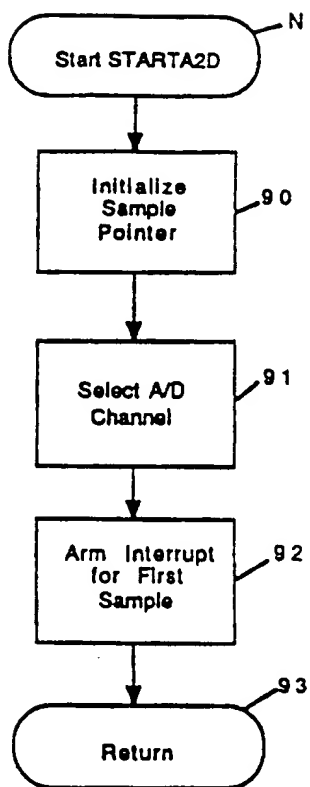 N
Start STARTA2D
Initialize
Sample
Pointer
90
Select A/D
Channel
91
Arm Interrupt
for First
Sample
92
93
Return